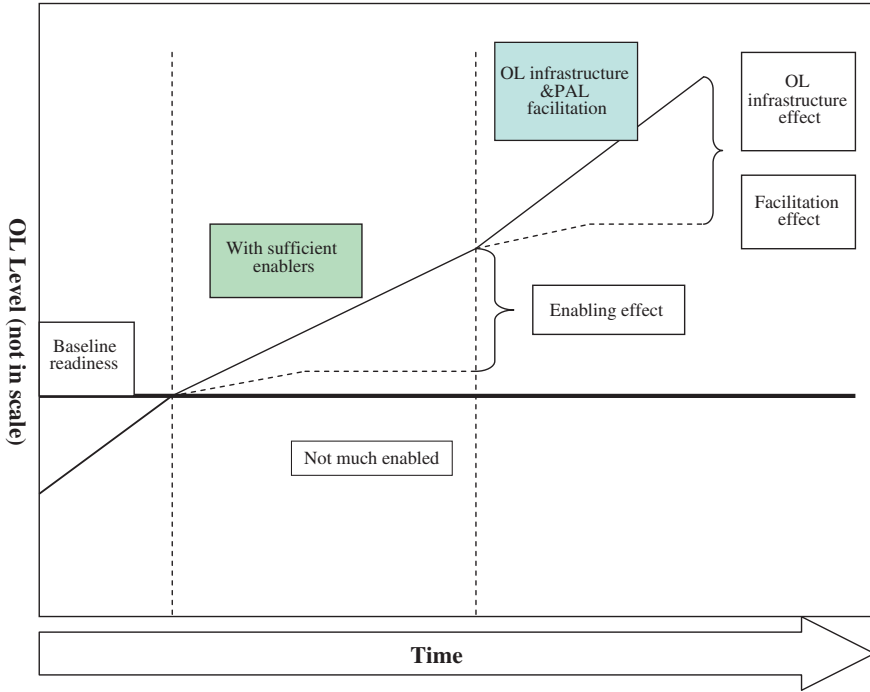 OL infrastructure
&PAL
facilitation
OL
infrastructure
effect
Facilitation
effect
With sufficient
enablers
Enabling effect
Baseline
readiness
Not much enabled
OL Level (not in scale)
Time